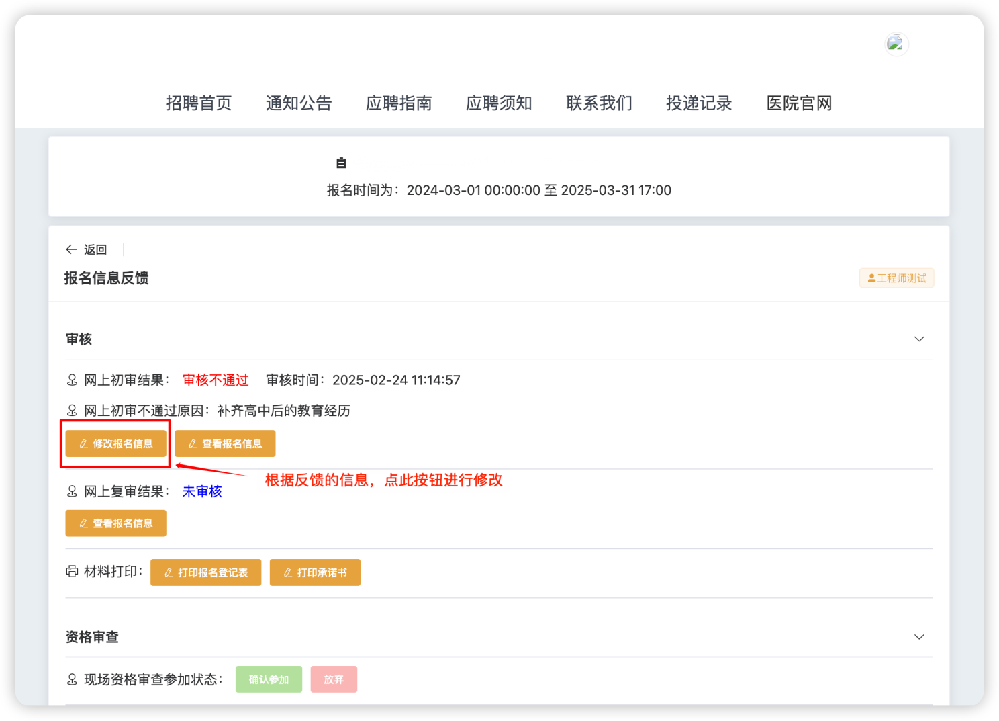 招聘首页 通知公告 应聘指南 应聘须知 联系我们 投递记录 医院官网
报名时间为：2024-03-01 00:00:00 至 2025-03-31 17:00
返回
报名信息反馈
工程师测试
审核
网上初审结果： 审核不通过 审核时间：2025-02-24 11:14:57
网上初审不通过原因：补齐高中后的教育经历
修改报名信息 查看报名信息
根据反馈的信息，点此按钮进行修改
网上复审结果： 未审核
查看报名信息
材料打印： 打印报名登记表 打印承诺书
资格审查
现场资格审查参加状态： 确认参加 放弃